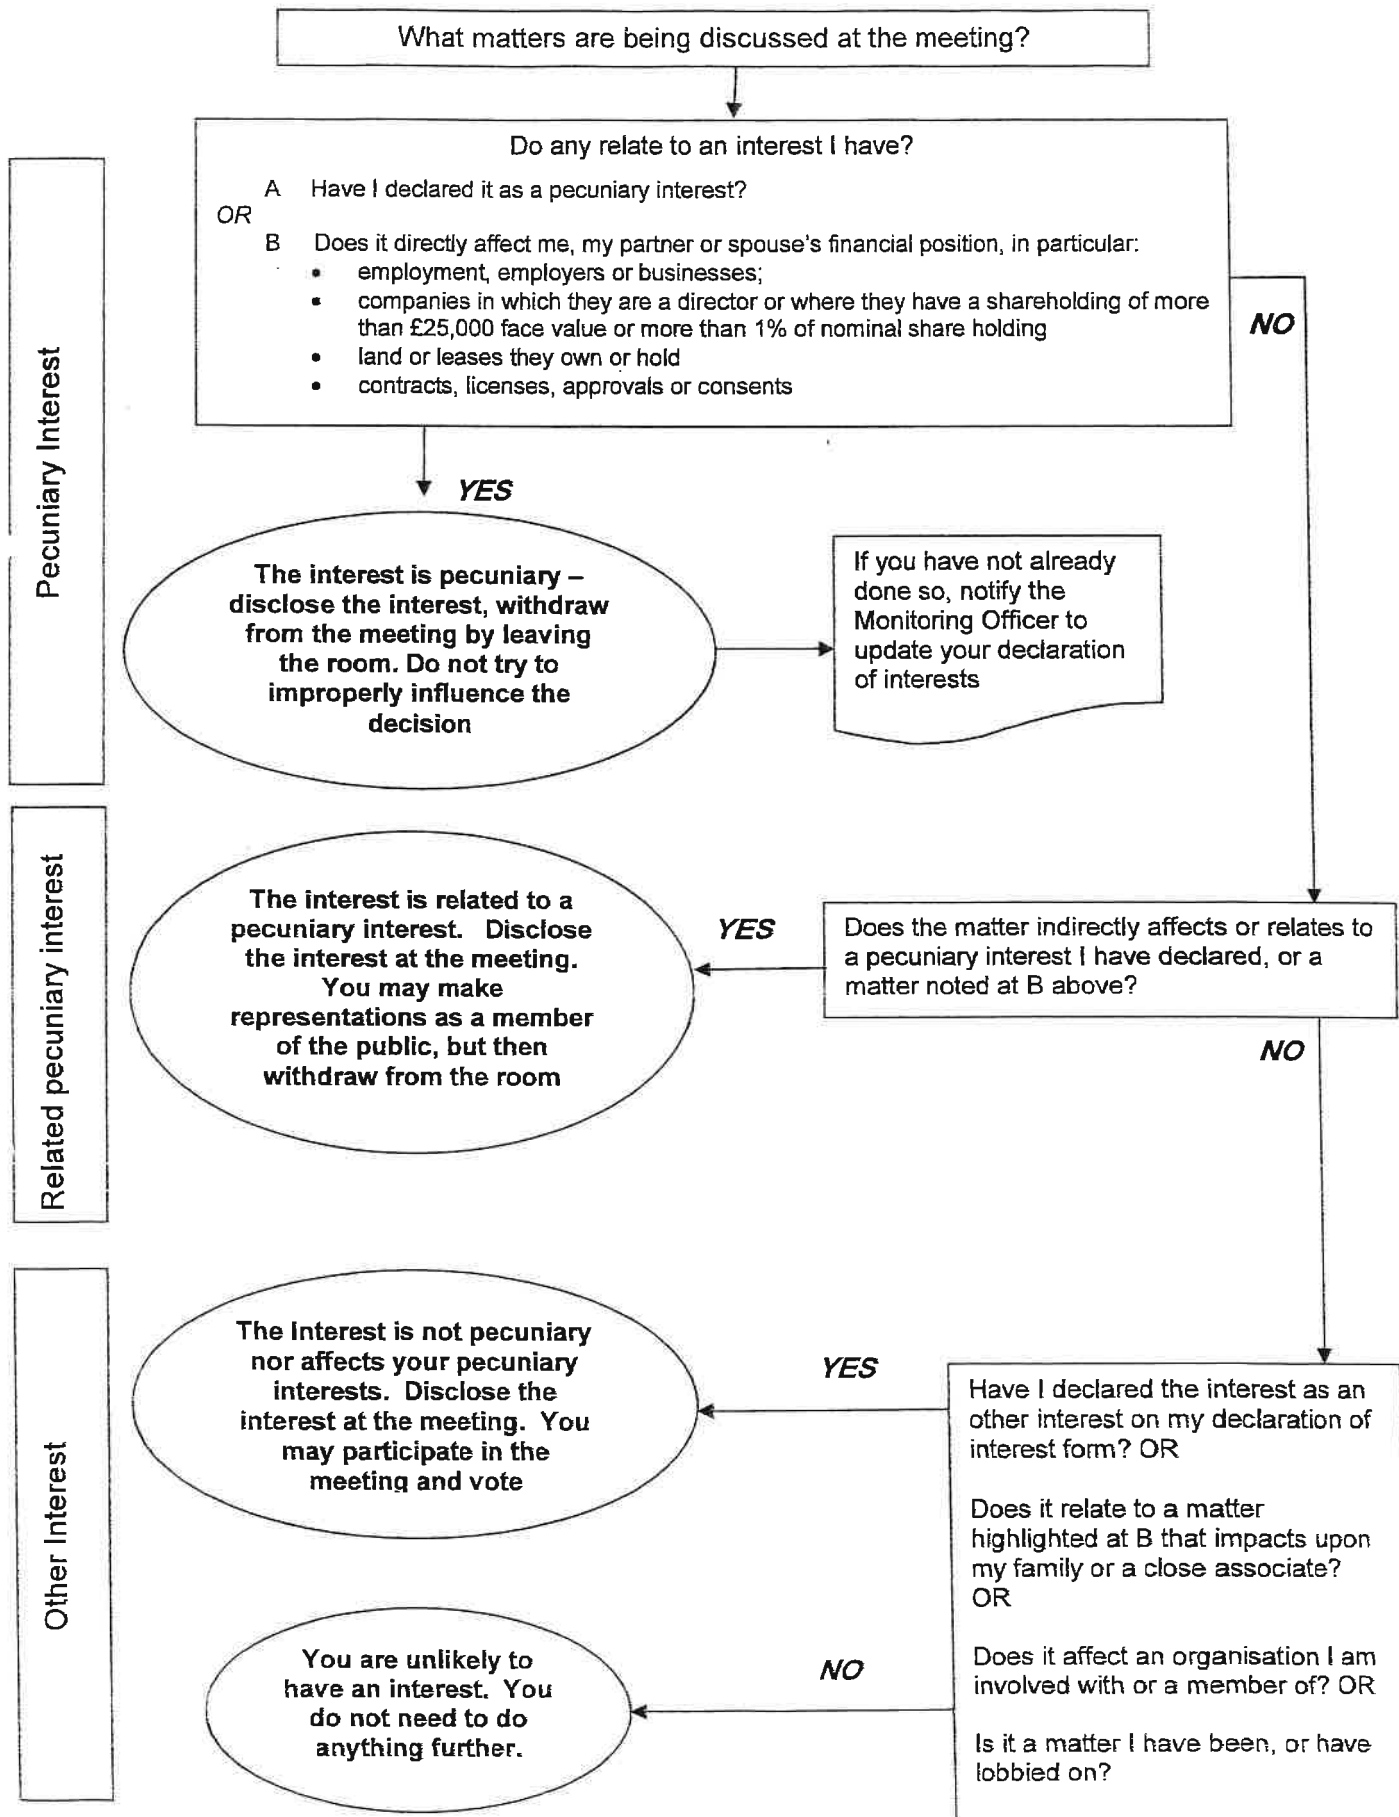 What matters are being discussed at the meeting?
Do any relate to an interest I have?
A Have I declared it as a pecuniary interest?
OR
B Does it directly affect me, my partner or spouse's financial position, in particular:
• employment, employers or businesses;
• companies in which they are a director or where they have a shareholding of more
than £25,000 face value or more than 1% of nominal share holding
• land or leases they own or hold
• contracts, licenses, approvals or consents
NO
Pecuniary Interest
YES
The interest is pecuniary –
disclose the interest, withdraw
from the meeting by leaving
the room. Do not try to
improperly influence the
decision
If you have not already
done so, notify the
Monitoring Officer to
update your declaration
of interests
Related pecuniary interest
The interest is related to a
pecuniary interest. Disclose
the interest at the meeting.
You may make
representations as a member
of the public, but then
withdraw from the room
YES
Does the matter indirectly affects or relates to
a pecuniary interest I have declared, or a
matter noted at B above?
NO
Other Interest
The Interest is not pecuniary
nor affects your pecuniary
interests. Disclose the
interest at the meeting. You
may participate in the
meeting and vote
YES
Have I declared the interest as an
other interest on my declaration of
interest form? OR
Does it relate to a matter
highlighted at B that impacts upon
my family or a close associate?
OR
Does it affect an organisation I am
involved with or a member of? OR
Is it a matter I have been, or have
lobbied on?
NO
You are unlikely to
have an interest. You
do not need to do
anything further.